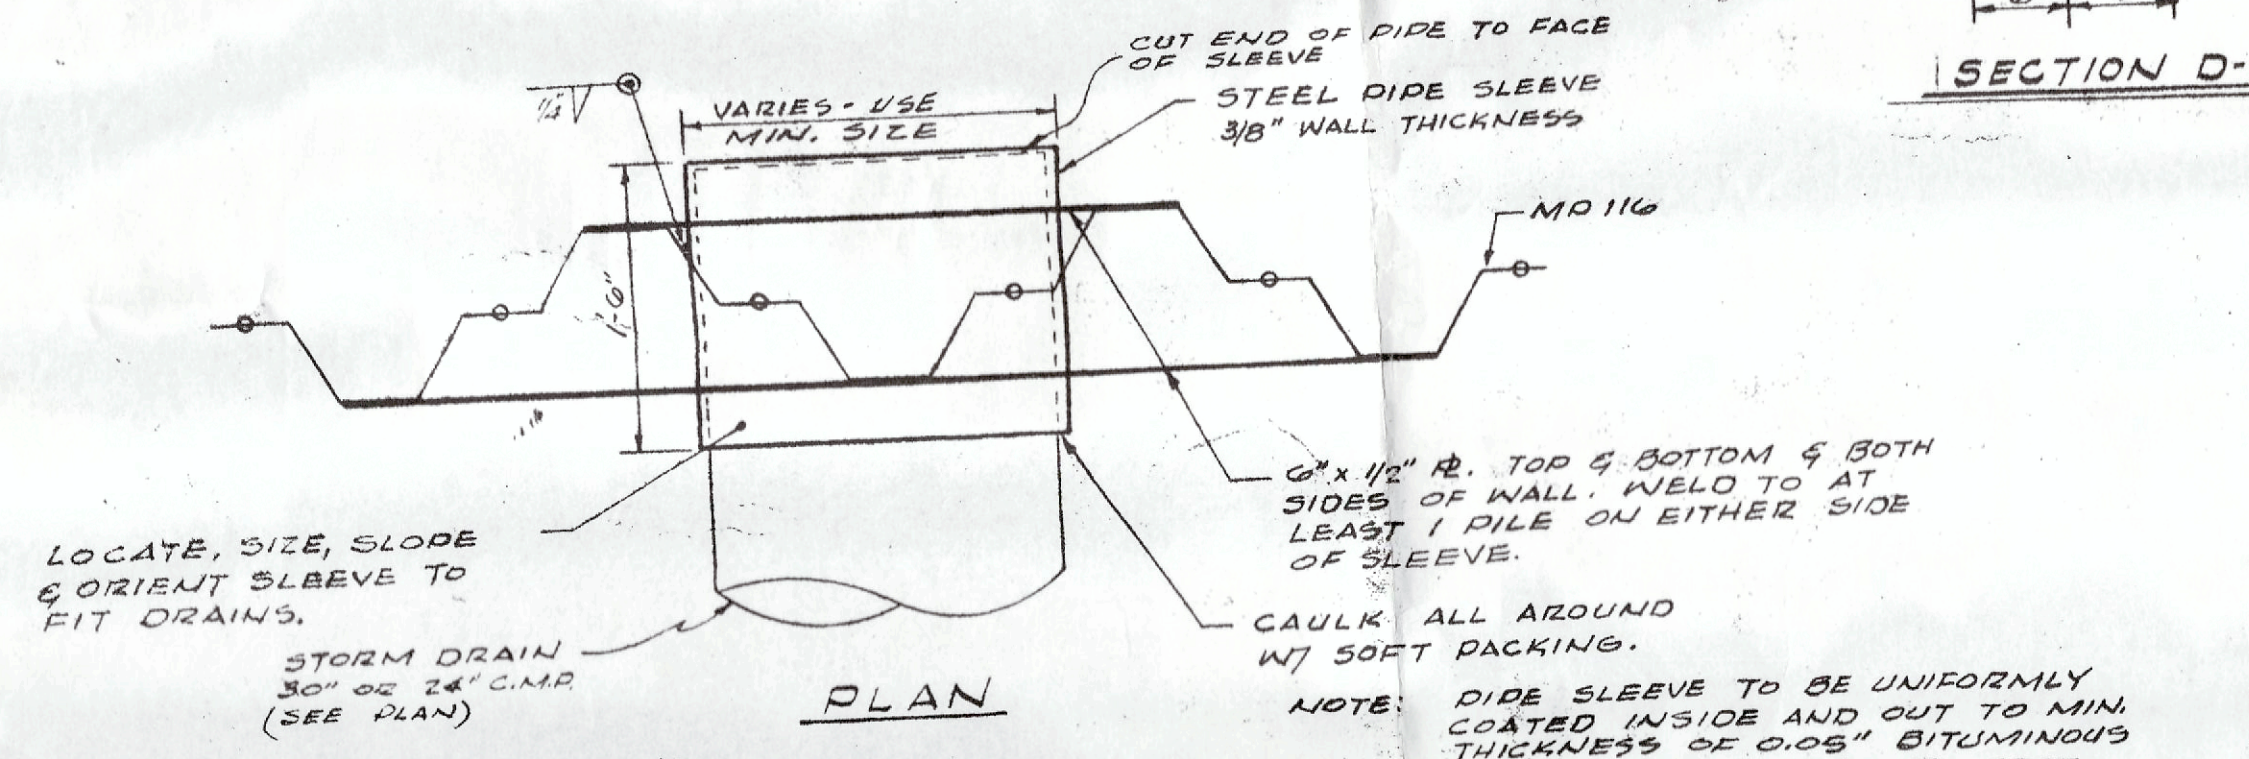 CUT END OF PIPE TO FACE
OF SLEEVE
STEEL PIPE SLEEVE
3/8" WALL THICKNESS
SECTION D-
1/4
VARIES - USE
MIN. SIZE
1'-6"
MP 116
6" x 1/2" PL. TOP & BOTTOM & BOTH
SIDES OF WALL. WELD TO AT
LEAST 1 PILE ON EITHER SIDE
OF SLEEVE.
LOCATE, SIZE, SLOPE
& ORIENT SLEEVE TO
FIT DRAINS.
STORM DRAIN
30" OR 24" C.M.P.
(SEE PLAN)
PLAN
CAULK ALL AROUND
W/ SOFT PACKING.
NOTE: PIPE SLEEVE TO BE UNIFORMLY
COATED INSIDE AND OUT TO MIN.
THICKNESS OF 0.05" BITUMINOUS